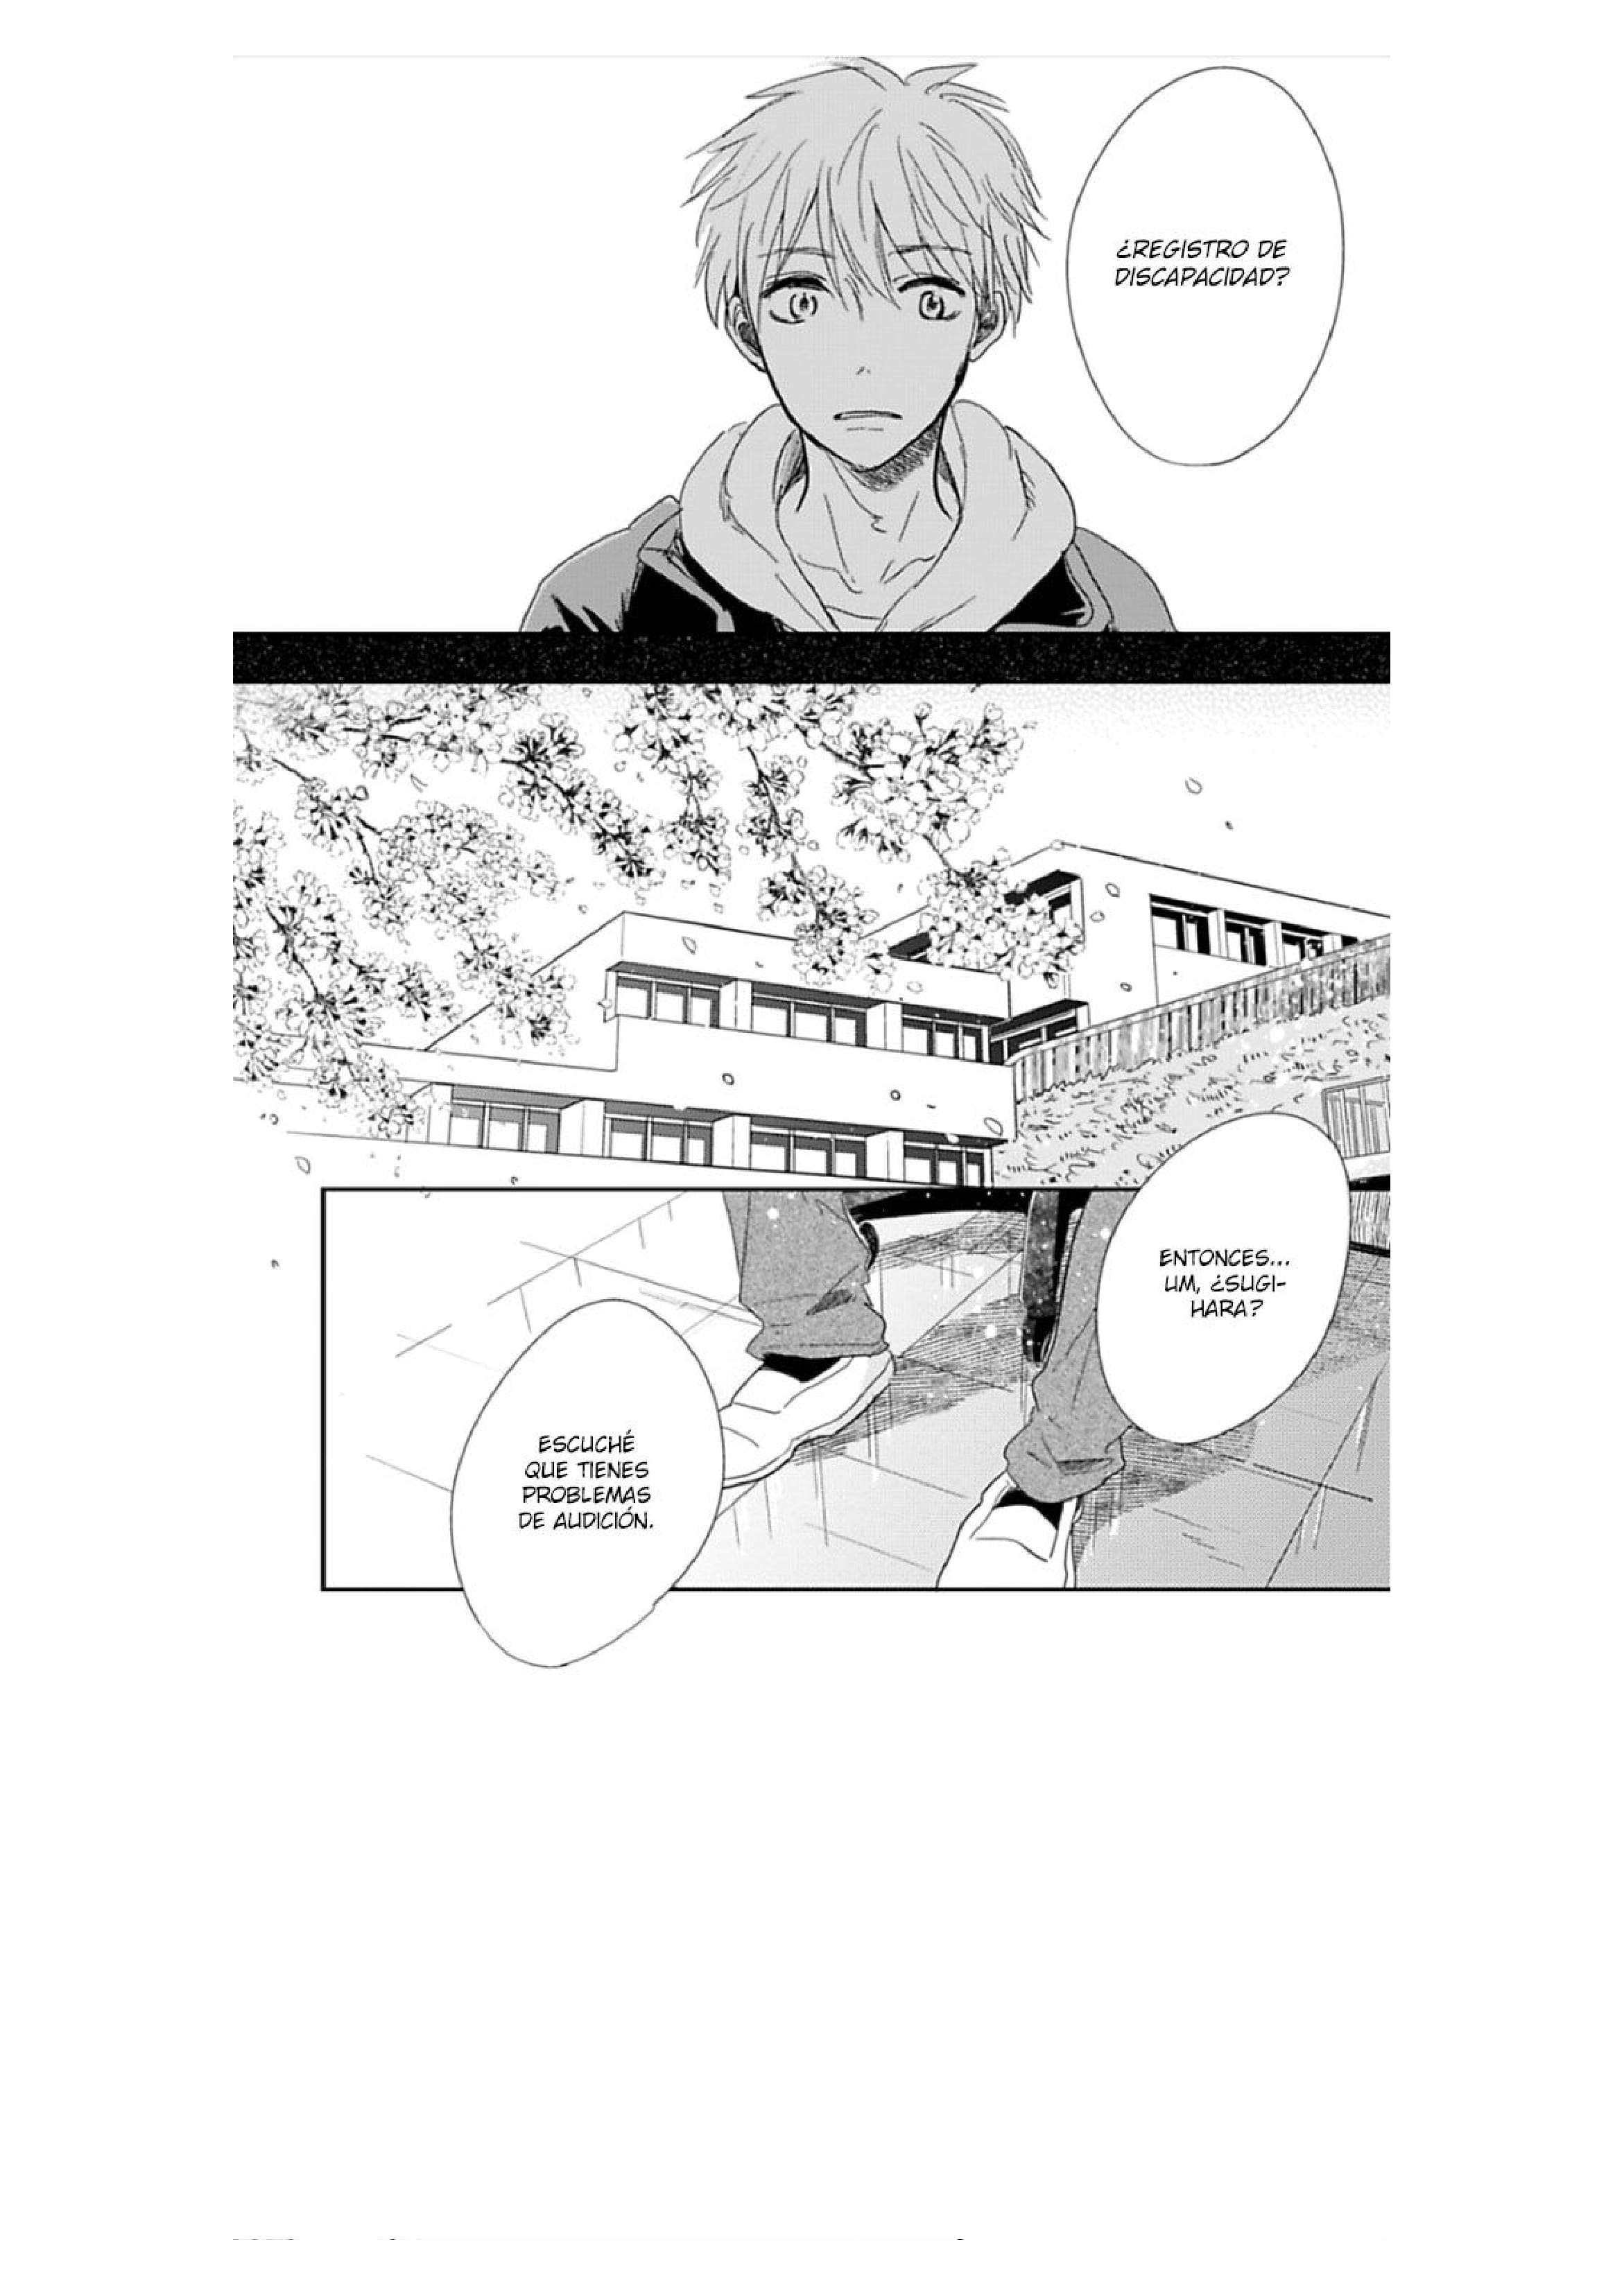 ¿REGISTRO DE
DISCAPACIDAD?
ENTONCES...
UM, ¿SUGI-
HARA?
ESCUCHÉ
QUE TIENES
PROBLEMAS
DE AUDICIÓN.